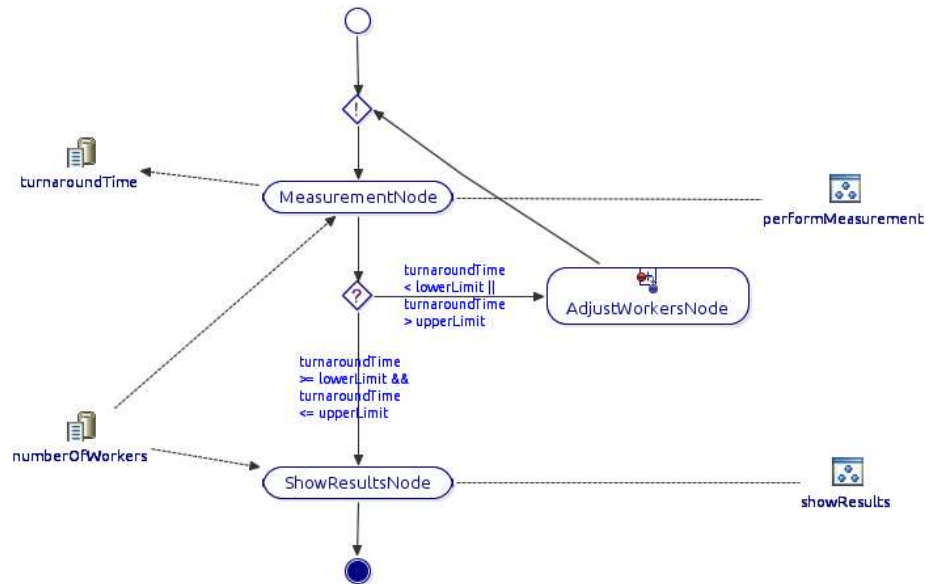 !
turnaroundTime
MeasurementNode
performMeasurement
?
turnaroundTime
< lowerLimit ||
turnaroundTime
> upperLimit
AdjustWorkersNode
turnaroundTime
>= lowerLimit &&
turnaroundTime
<= upperLimit
numberOfWorkers
ShowResultsNode
showResults